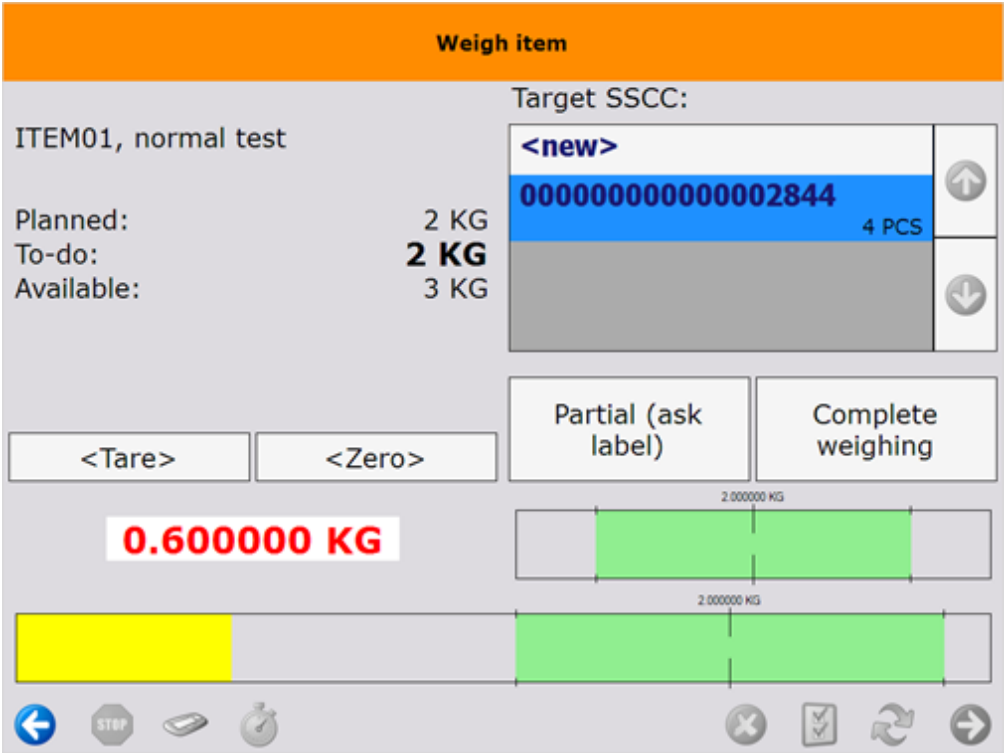 Weigh item
Target SSCC:
ITEM01, normal test
<new>
000000000000002844
4 PCS
Planned: 2 KG
To-do: 2 KG
Available: 3 KG
Partial (ask
label)
Complete
weighing
<Tare>
<Zero>
2.000000 KG
0.600000 KG
2.000000 KG
STOP